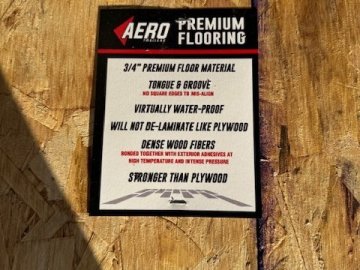 AERO
TRAILERS
PREMIUM
FLOORING
3/4" PREMIUM FLOOR MATERIAL
TONGUE & GROOVE
NO SQUARE EDGES TO MIS-ALIGN
VIRTUALLY WATER-PROOF
WILL NOT DE-LAMINATE LIKE PLYWOOD
DENSE WOOD FIBERS
BONDED TOGETHER WITH EXTERIOR ADHESIVES AT
HIGH TEMPERATURE AND INTENSE PRESSURE
STRONGER THAN PLYWOOD